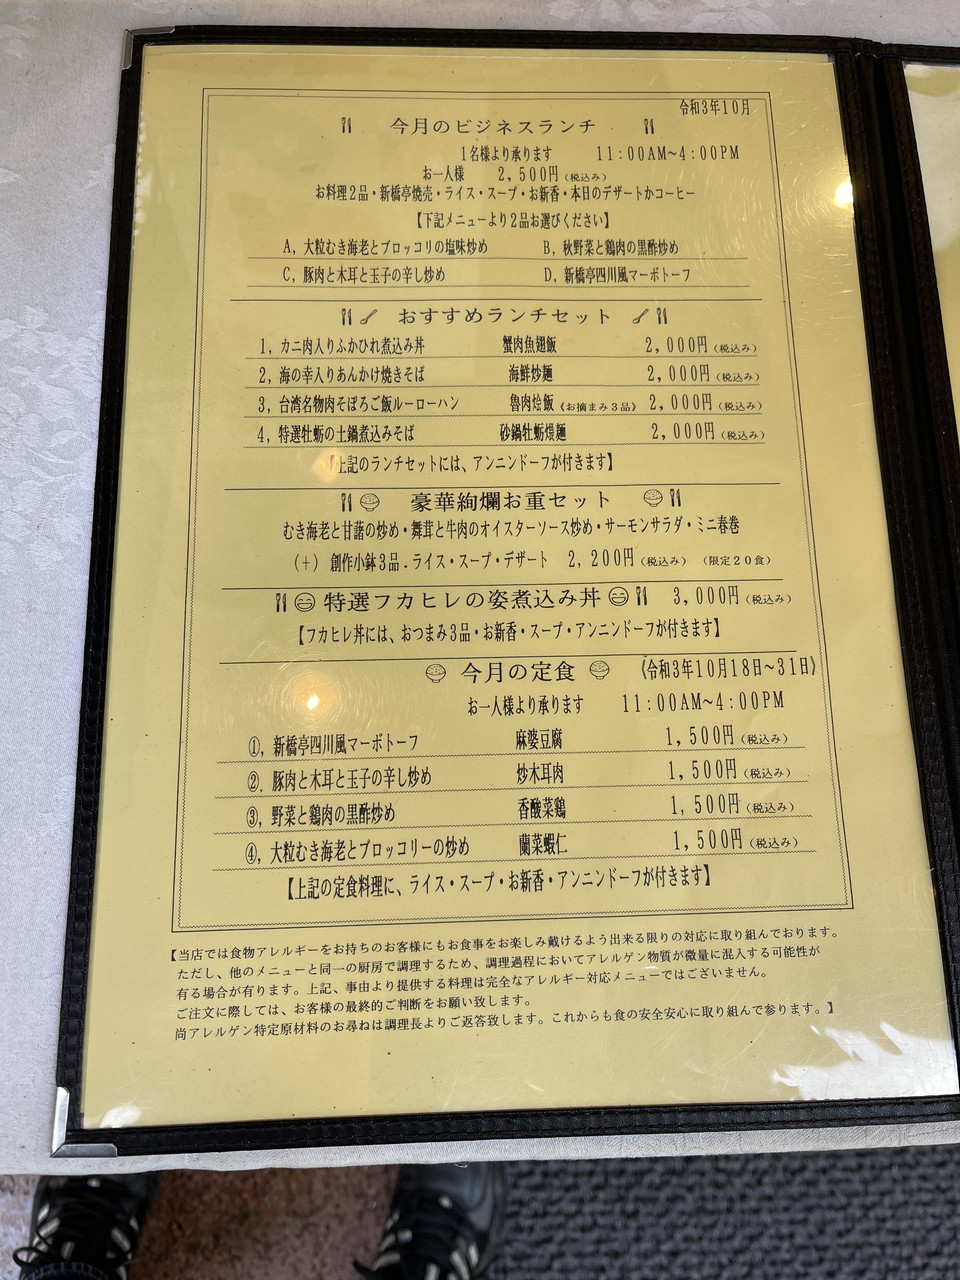 令和3年10月
今月のビジネスランチ
1名様より承ります 11:00AM~4:00PM
お一人様 2,500円(税込み)
お料理2品・新橋亭焼売・ライス・スープ・お新香・本日のデザートかコーヒー
【下記メニューより2品お選びください】
A, 大粒むき海老とブロッコリの塩味炒め B, 秋野菜と鶏肉の黒酢炒め
C, 豚肉と木耳と玉子の辛し炒め D, 新橋亭四川風マーボトーフ
おすすめランチセット
1, カニ肉入りふかひれ煮込み丼 蟹肉魚翅飯 2,000円(税込み)
2, 海の幸入りあんかけ焼きそば 海鮮炒麺 2,000円(税込み)
3, 台湾名物肉そぼろご飯ルーローハン 魯肉燴飯《お摘まみ3品》 2,000円(税込み)
4, 特選牡蛎の土鍋煮込みそば 砂鍋牡蛎煨麺 2,000円(税込み)
【上記のランチセットには、アンニンドーフが付きます】
豪華絢爛お重セット
むき海老と甘藷の炒め・舞茸と牛肉のオイスターソース炒め・サーモンサラダ・ミニ春巻
(+) 創作小鉢3品.ライス・スープ・デザート 2,200円(税込み) (限定20食)
特選フカヒレの姿煮込み丼 3,000円(税込み)
【フカヒレ丼には、おつまみ3品・お新香・スープ・アンニンドーフが付きます】
今月の定食 《令和3年10月18日~31日》
お一人様より承ります 11:00AM~4:00PM
①, 新橋亭四川風マーボトーフ 麻婆豆腐 1,500円(税込み)
②. 豚肉と木耳と玉子の辛し炒め 炒木耳肉 1,500円(税込み)
③, 野菜と鶏肉の黒酢炒め 香酸菜鶏 1,500円(税込み)
④, 大粒むき海老とブロッコリーの炒め 蘭菜蝦仁 1,500円(税込み)
【上記の定食料理に、ライス・スープ・お新香・アンニンドーフが付きます】
【当店では食物アレルギーをお持ちのお客様にもお食事をお楽しみ戴けるよう出来る限りの対応に取り組んでおります。
ただし、他のメニューと同一の厨房で調理するため、調理過程においてアレルゲン物質が微量に混入する可能性が
有る場合が有ります。上記、事由より提供する料理は完全なアレルギー対応メニューではございません。
ご注文に際しては、お客様の最終的ご判断をお願い致します。
尚アレルゲン特定原材料のお尋ねは調理長よりご返答致します。これからも食の安全安心に取り組んで参ります。】